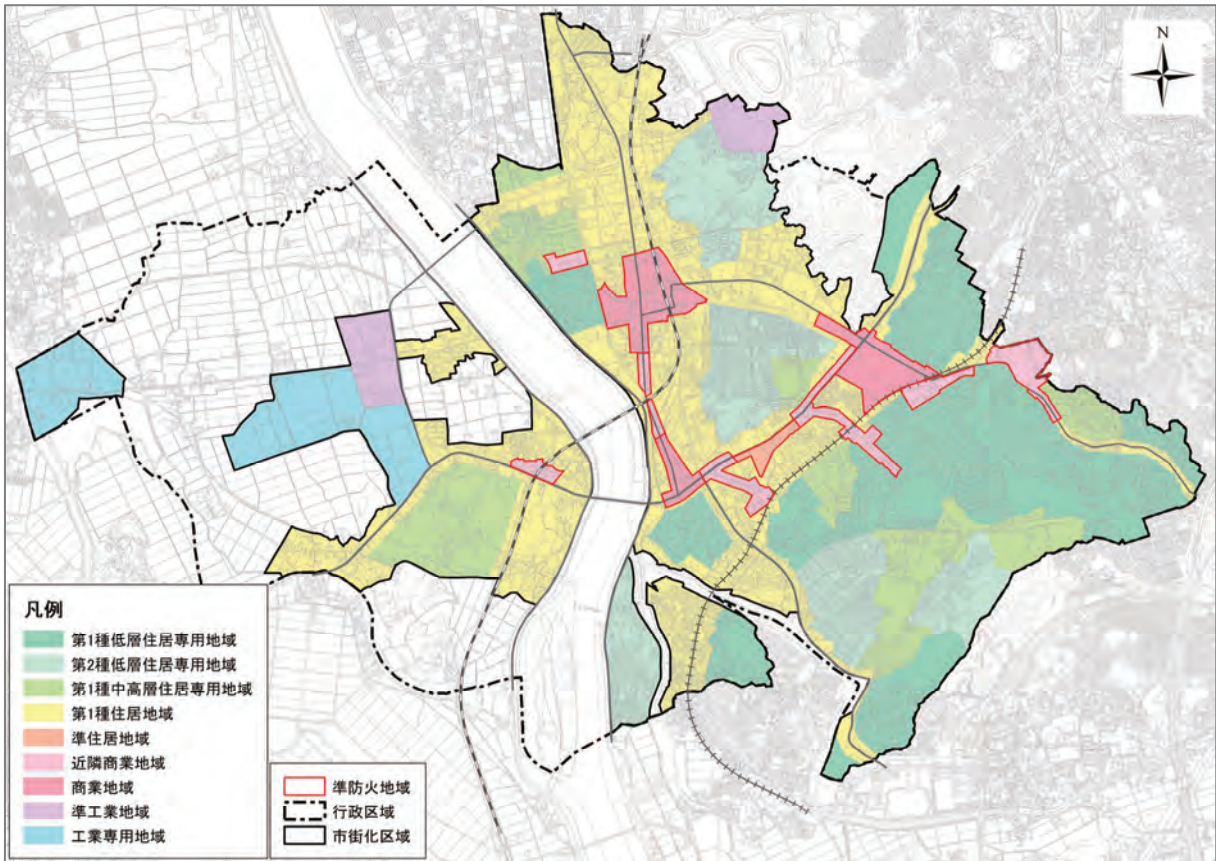 N
凡例
第1種低層住居専用地域
第2種低層住居専用地域
第1種中高層住居専用地域
第1種住居地域
準住居地域
近隣商業地域
商業地域
準工業地域
工業専用地域
準防火地域
行政区域
市街化区域